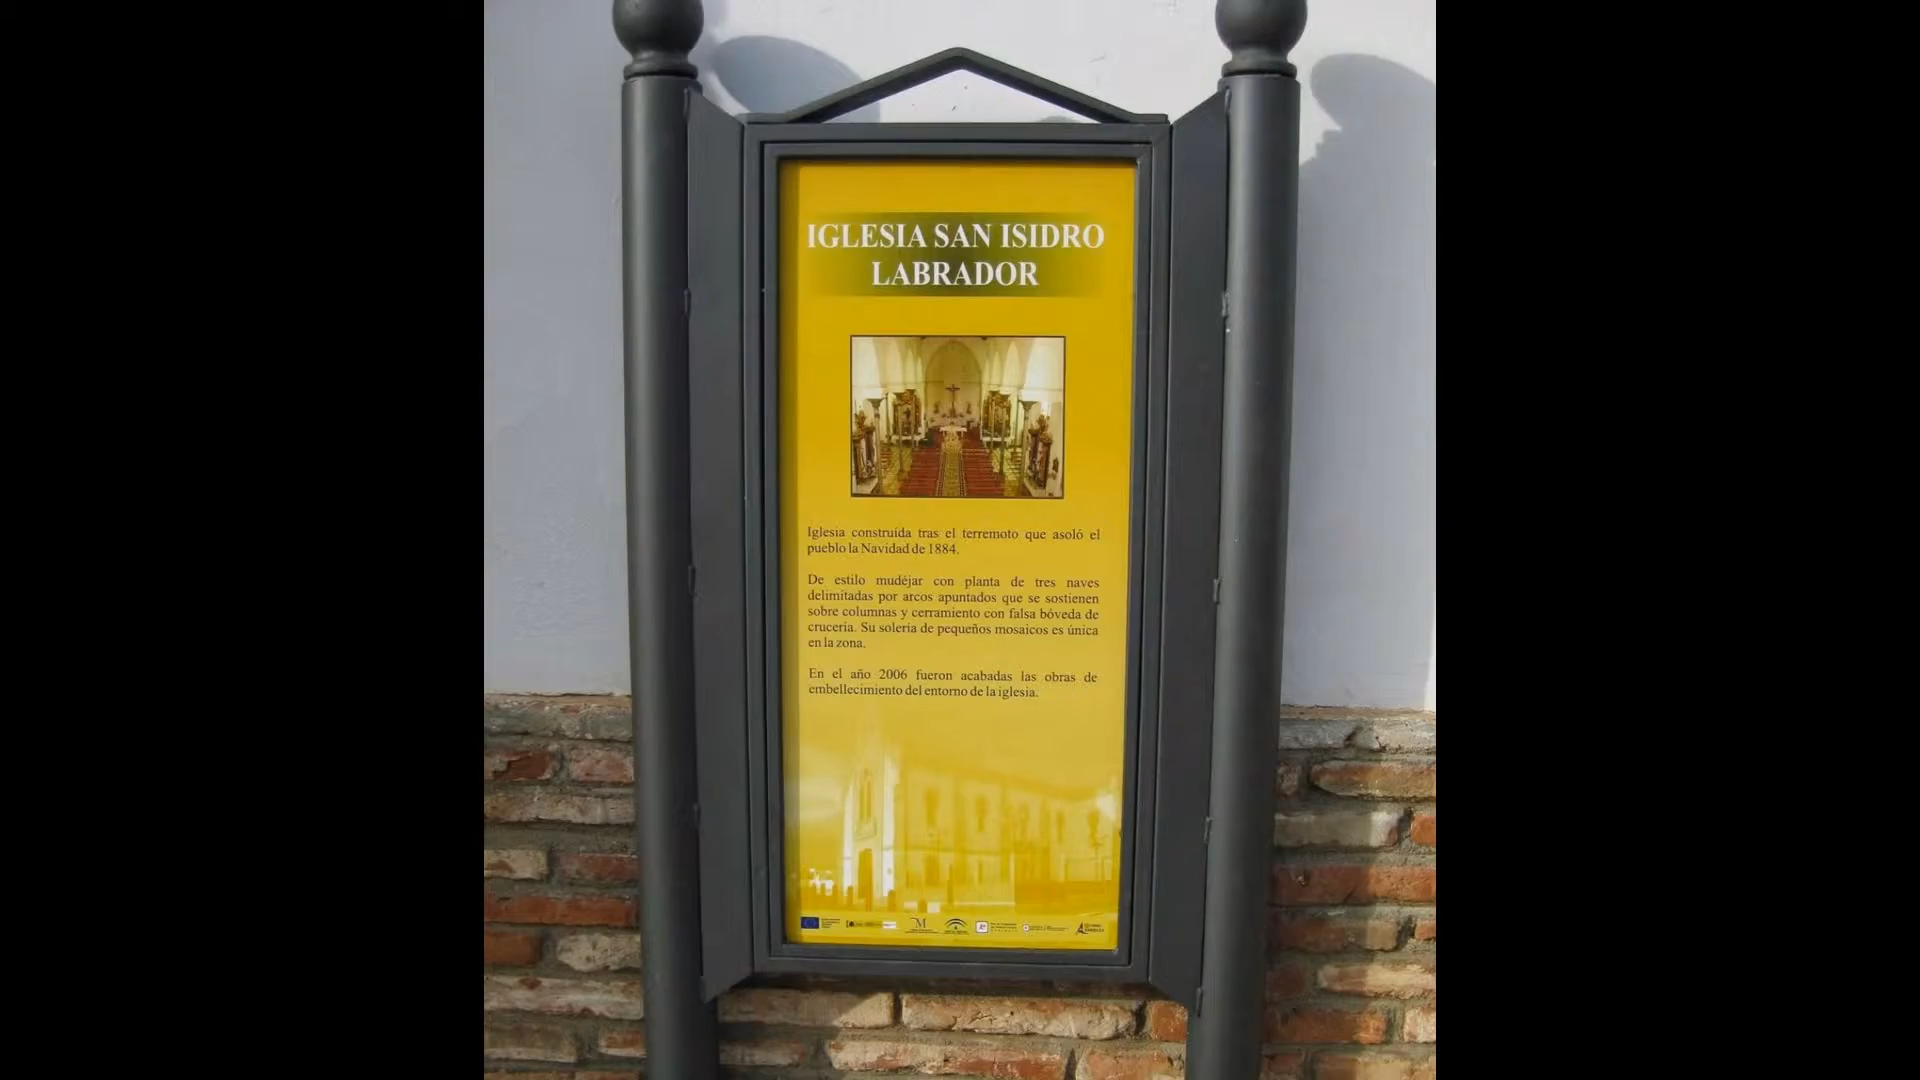 IGLESIA SAN ISIDRO
LABRADOR
Iglesia construída tras el terremoto que asoló el
pueblo la Navidad de 1884.
De estilo mudéjar con planta de tres naves
delimitadas por arcos apuntados que se sostienen
sobre columnas y cerramiento con falsa bóveda de
crucería. Su solería de pequeños mosaicos es única
en la zona.
En el año 2006 fueron acabadas las obras de
embellecimiento del entorno de la iglesia.